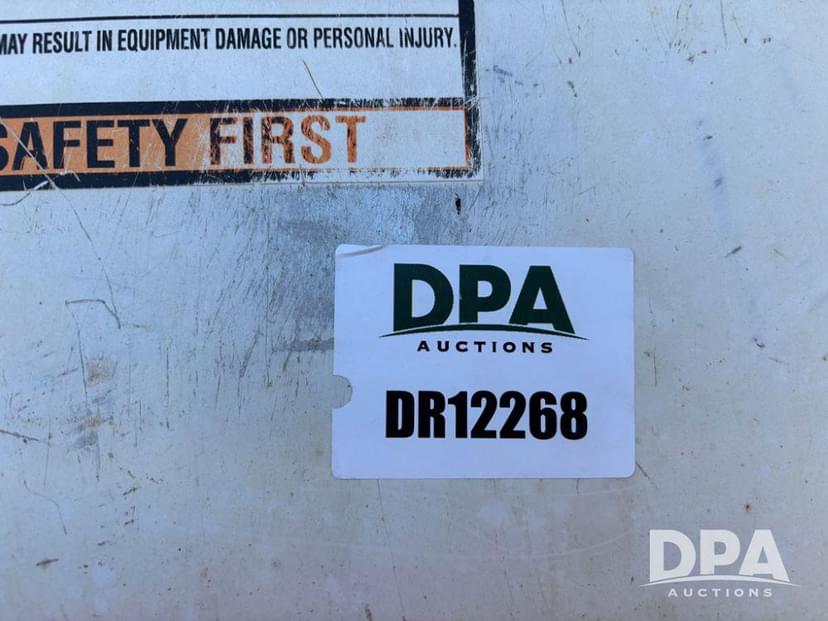 MAY RESULT IN EQUIPMENT DAMAGE OR PERSONAL INJURY.
SAFETY FIRST
DPA
AUCTIONS
DR12268
DPA
AUCTIONS